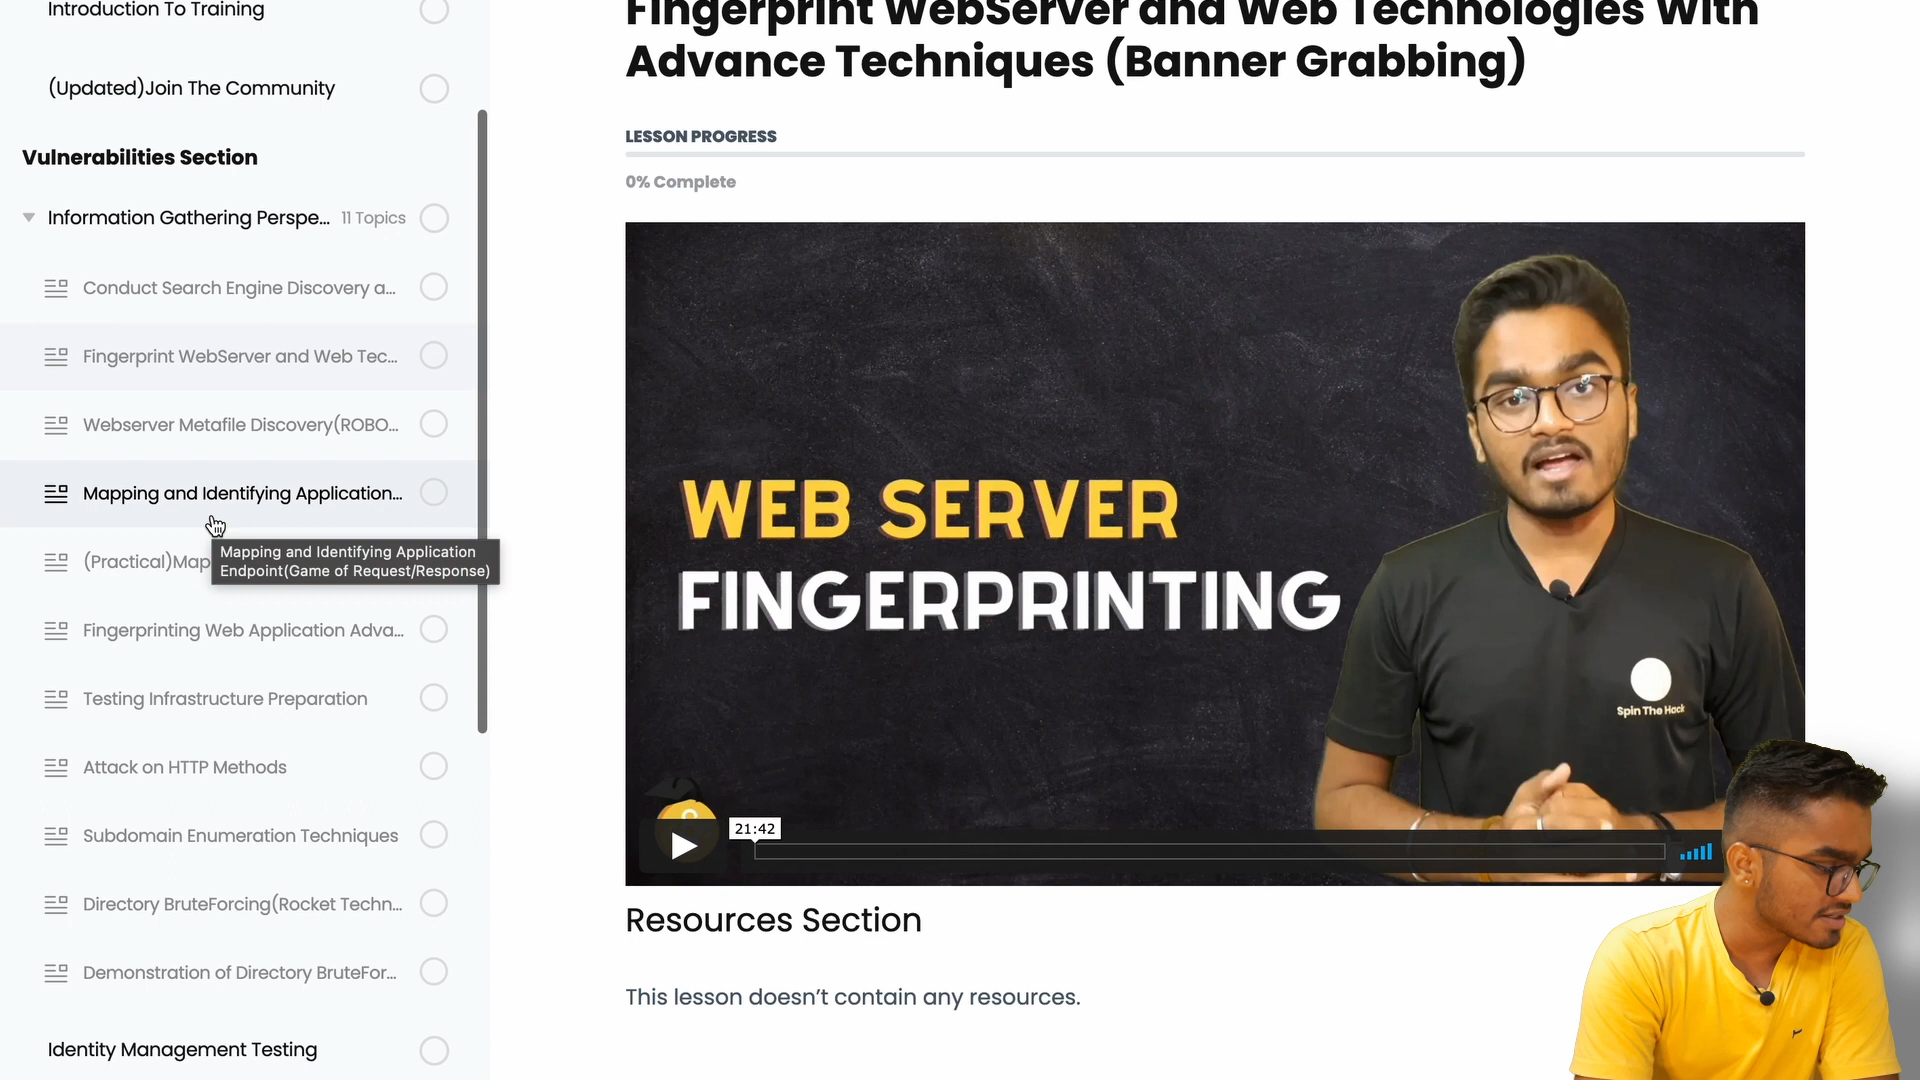 Introduction To Training
(Updated)Join The Community
Vulnerabilities Section
Information Gathering Perspe... 11 Topics
Conduct Search Engine Discovery a...
Fingerprint WebServer and Web Tec...
Webserver Metafile Discovery(ROBO...
Mapping and Identifying Application...
Mapping and Identifying Application
Endpoint(Game of Request/Response)
(Practical)Map
Fingerprinting Web Application Adva...
Testing Infrastructure Preparation
Attack on HTTP Methods
Subdomain Enumeration Techniques
Directory BruteForcing(Rocket Techn...
Demonstration of Directory BruteFor...
Identity Management Testing
Fingerprint WebServer and Web Technologies With
Advance Techniques (Banner Grabbing)
LESSON PROGRESS
0% Complete
WEB SERVER
FINGERPRINTING
Spin The Hack
21:42
Resources Section
This lesson doesn't contain any resources.